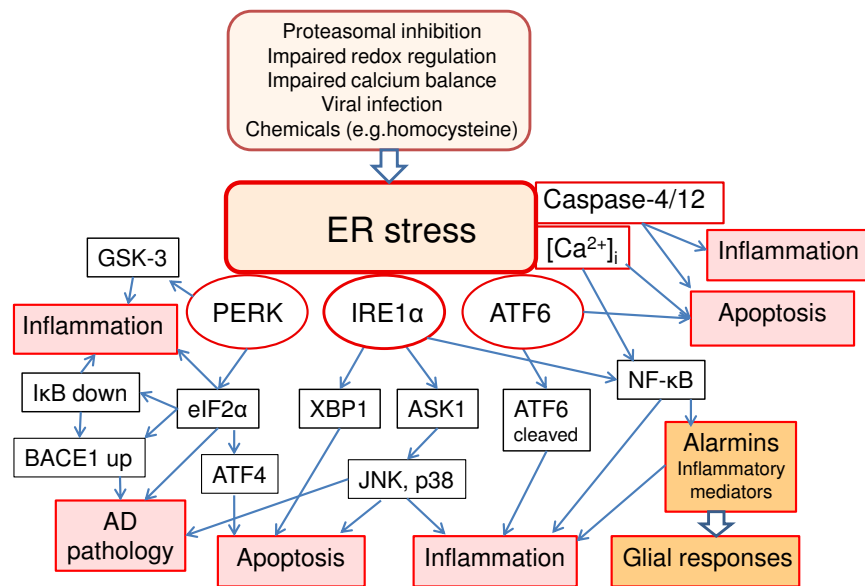 Proteasomal inhibition
Impaired redox regulation
Impaired calcium balance
Viral infection
Chemicals (e.g.homocysteine)
ER stress
Caspase-4/12
[Ca²⁺]ᵢ
Inflammation
Apoptosis
GSK-3
PERK
IRE1α
ATF6
Inflammation
IκB down
eIF2α
XBP1
ASK1
ATF6
cleaved
NF-κB
BACE1 up
ATF4
JNK, p38
Alarmins
Inflammatory
mediators
AD
pathology
Apoptosis
Inflammation
Glial responses